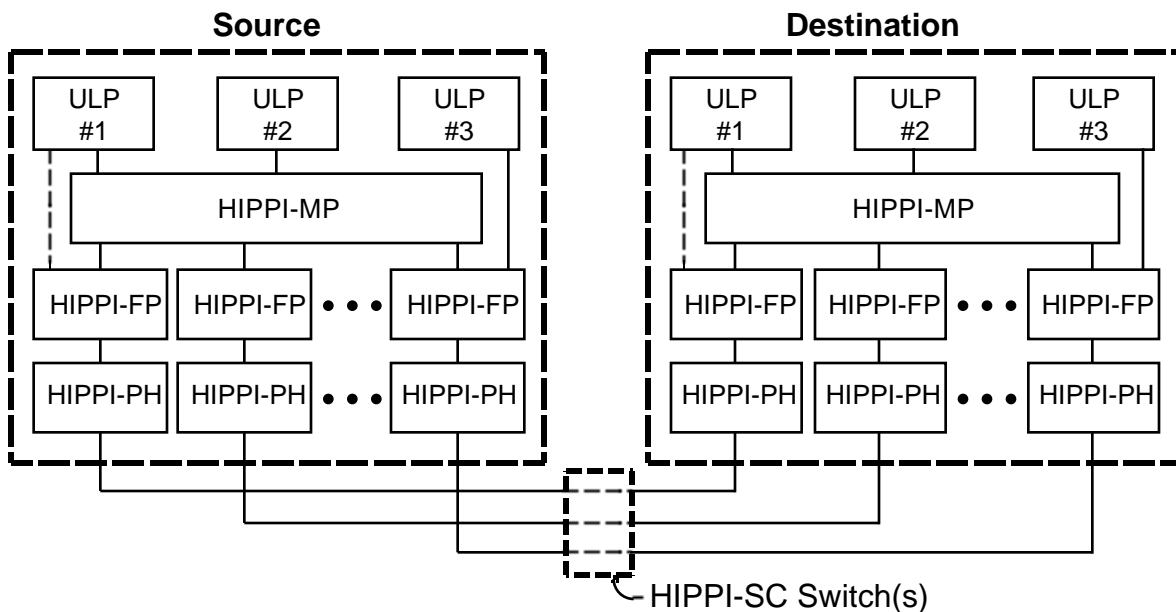 Source Destination
ULP ULP ULP ULP ULP ULP
#1 #2 #3 #1 #2 #3
HIPPI-MP HIPPI-MP
HIPPI-FP HIPPI-FP HIPPI-FP HIPPI-FP HIPPI-FP HIPPI-FP
HIPPI-PH HIPPI-PH HIPPI-PH HIPPI-PH HIPPI-PH HIPPI-PH
HIPPI-SC Switch(s)